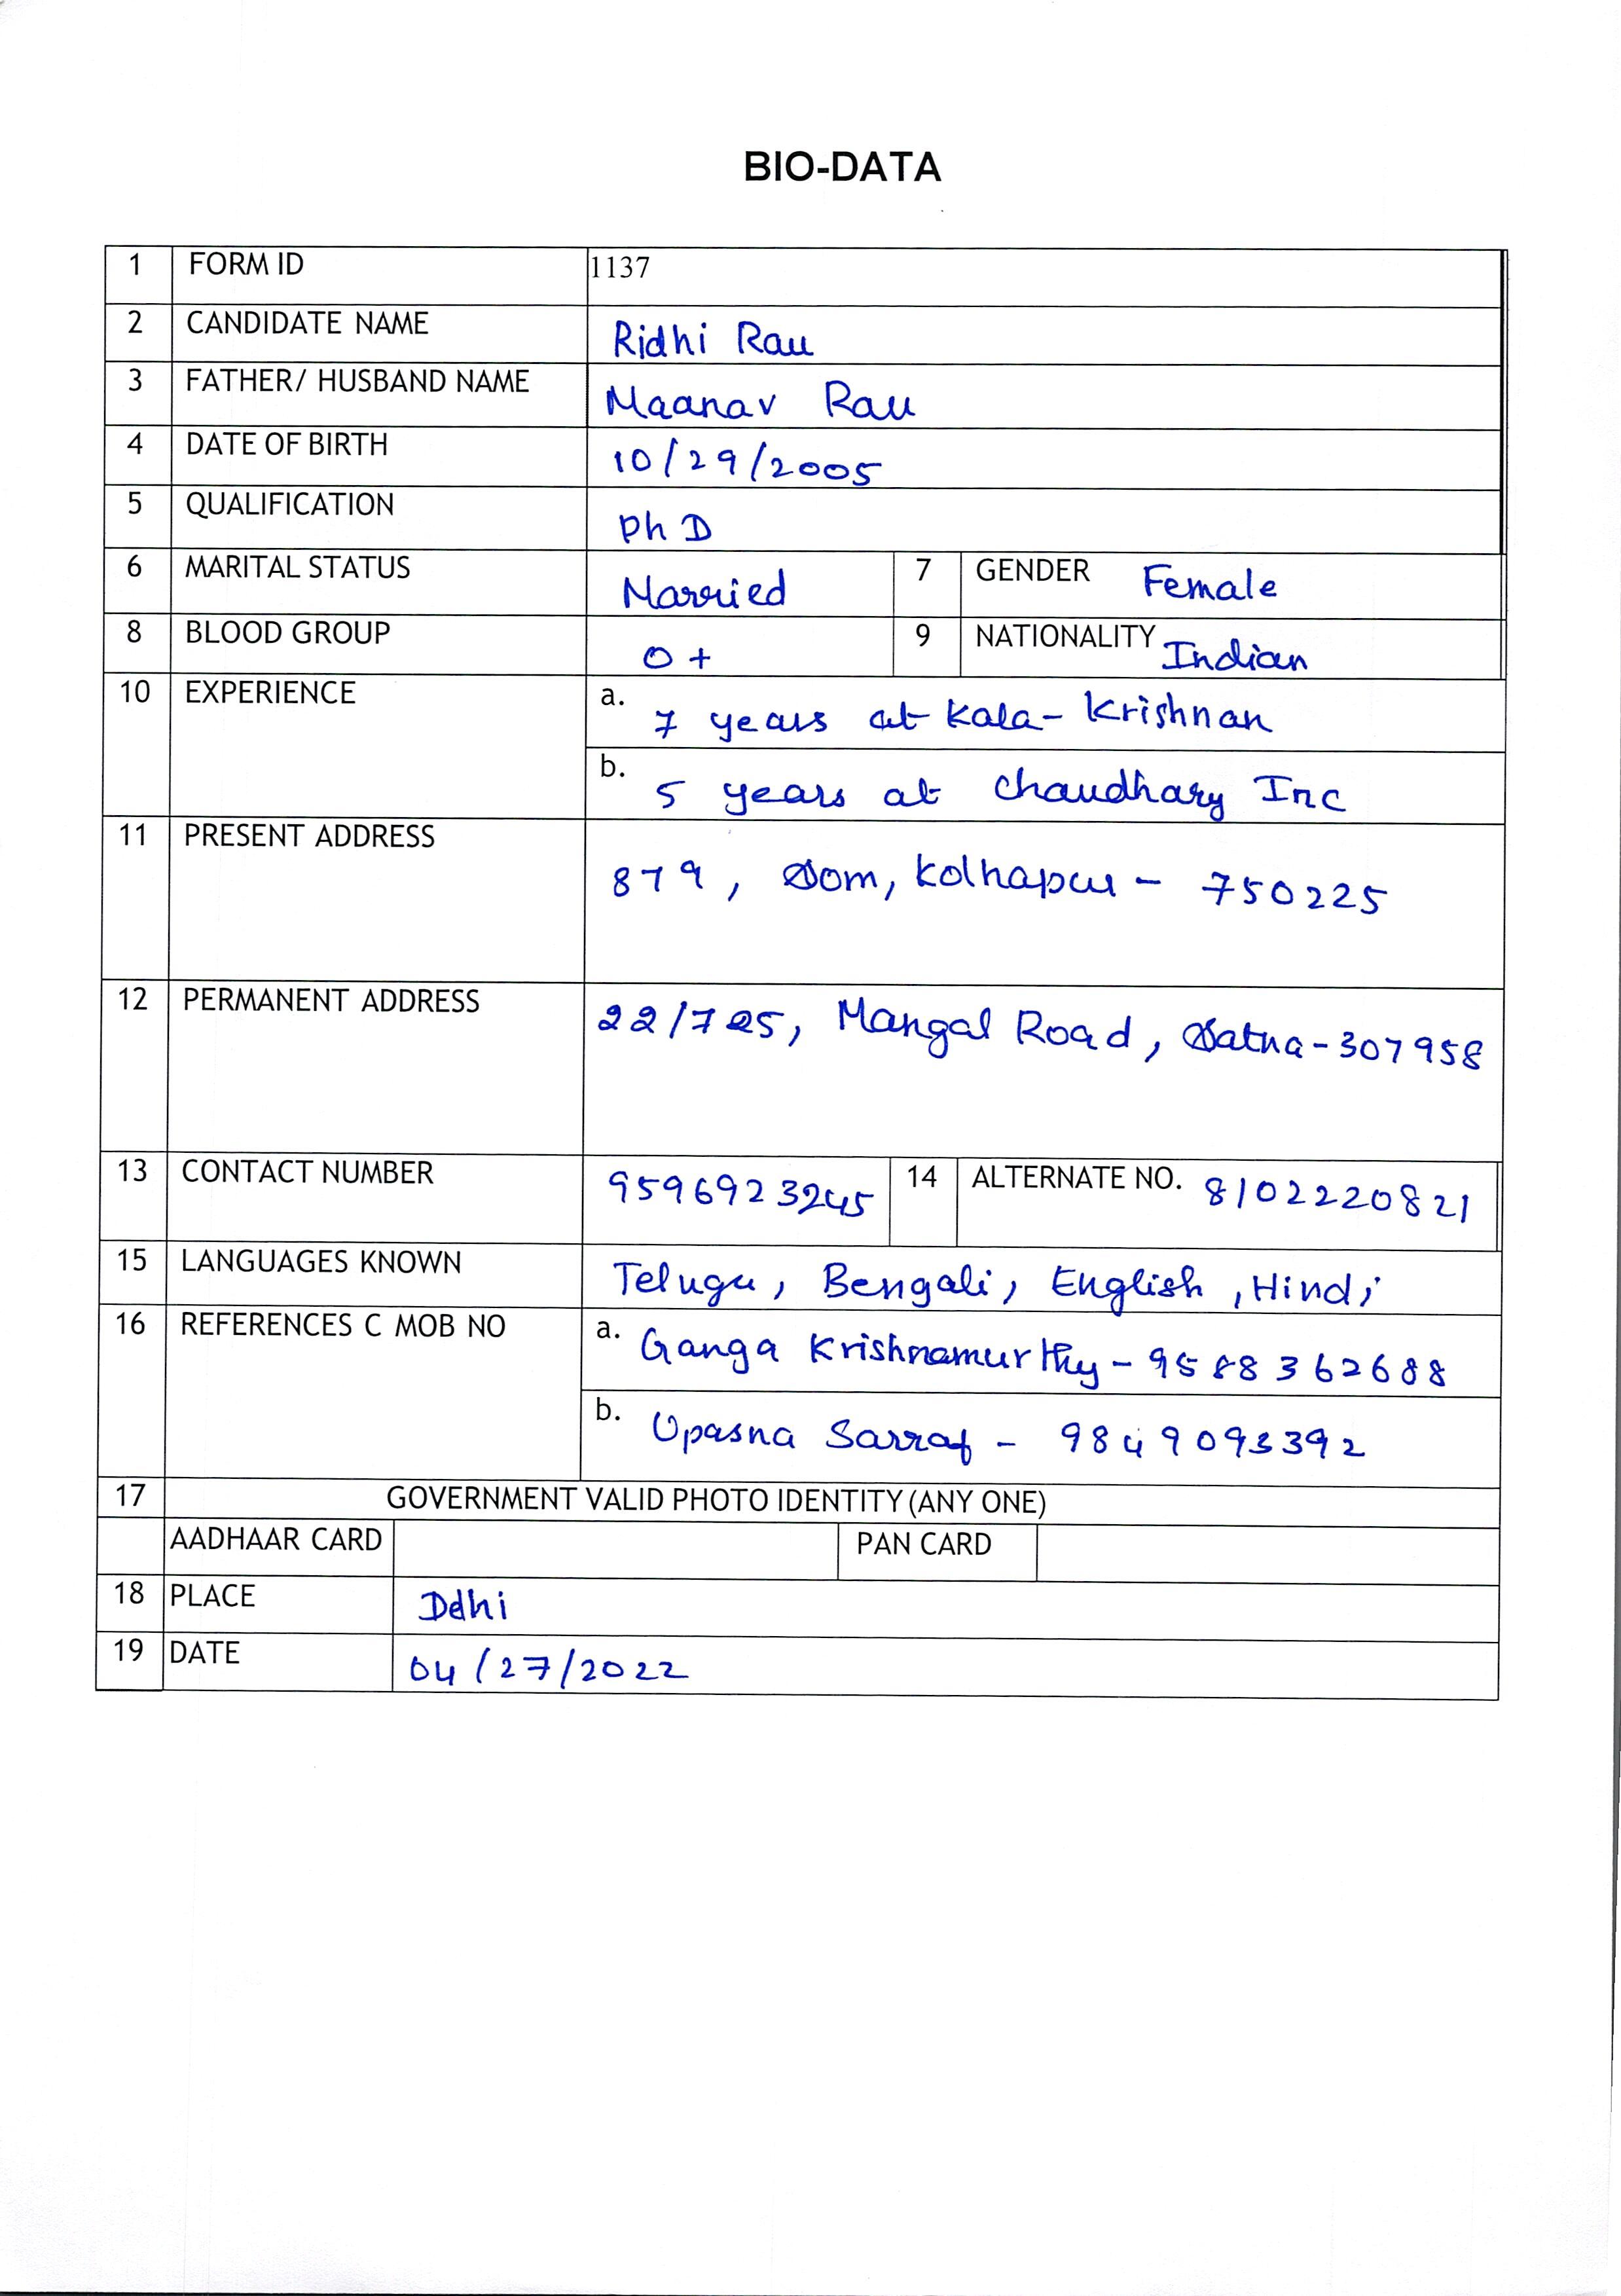 BIO-DATA
1 FORM ID 1137
2 CANDIDATE NAME Ridhi Rau
3 FATHER/ HUSBAND NAME Maanav Rau
4 DATE OF BIRTH 10/29/2005
5 QUALIFICATION Ph D
6 MARITAL STATUS Married 7 GENDER Female
8 BLOOD GROUP O+ 9 NATIONALITY Indian
10 EXPERIENCE a. 7 years at Kala-Krishnan
b. 5 years at Chaudhary Inc
11 PRESENT ADDRESS 879, Som, Kolhapur - 750225
12 PERMANENT ADDRESS 22/725, Mangal Road, Satna-307958
13 CONTACT NUMBER 9596923245 14 ALTERNATE NO. 8102220821
15 LANGUAGES KNOWN Telugu, Bengali, English, Hindi
16 REFERENCES C MOB NO a. Ganga Krishnamurthy-9588362688
b. Upasna Sarraf - 9849093392
17 GOVERNMENT VALID PHOTO IDENTITY (ANY ONE)
AADHAAR CARD PAN CARD
18 PLACE Delhi
19 DATE 04/27/2022